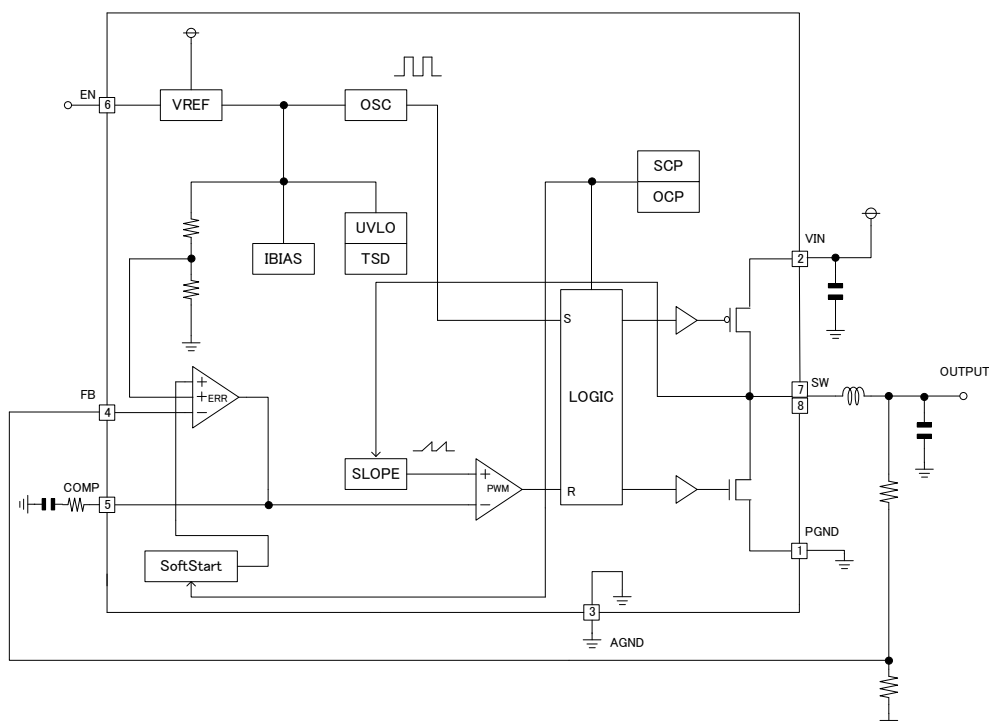 EN
6
VREF
OSC
SCP
OCP
UVLO
TSD
IBIAS
VIN
2
S
LOGIC
R
FB
4
+
+
−
ERR
SW
7
8
OUTPUT
SLOPE
+
−
PWM
COMP
5
SoftStart
PGND
1
3
AGND